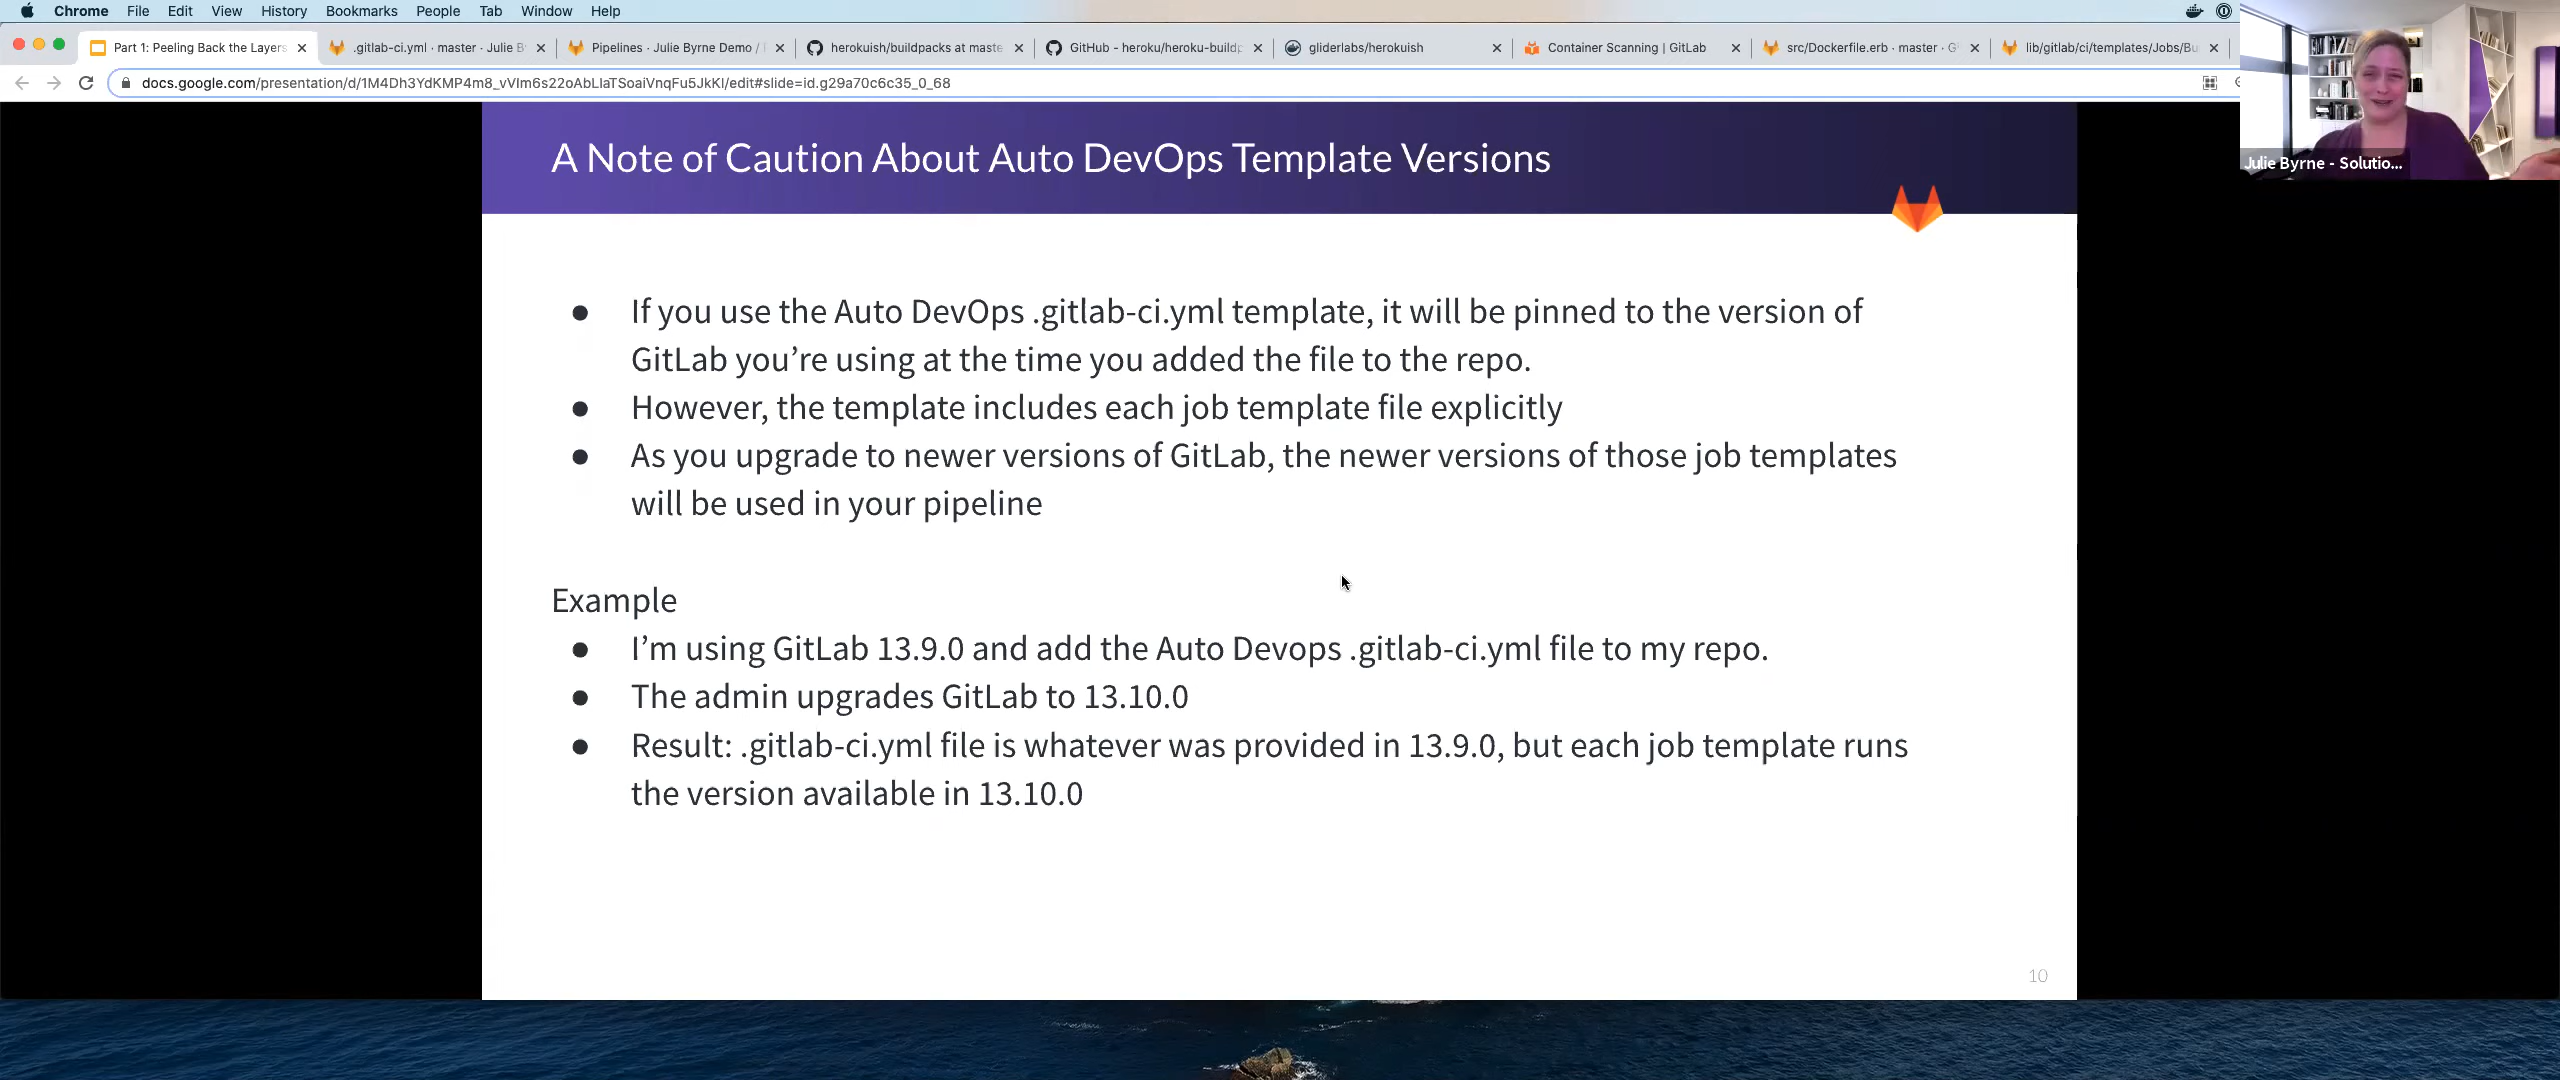 Chrome File Edit View History Bookmarks People Tab Window Help
Part 1: Peeling Back the Layers
.gitlab-ci.yml · master · Julie B
Pipelines · Julie Byrne Demo /
herokuish/buildpacks at maste
GitHub - heroku/heroku-buildp
gliderlabs/herokuish
Container Scanning | GitLab
src/Dockerfile.erb · master · G
lib/gitlab/ci/templates/Jobs/Bu
docs.google.com/presentation/d/1M4Dh3YdKMP4m8_vVIm6s22oAbLIaTSoaiVnqFu5JkKI/edit#slide=id.g29a70c6c35_0_68
Julie Byrne - Solutio...
A Note of Caution About Auto DevOps Template Versions
● If you use the Auto DevOps .gitlab-ci.yml template, it will be pinned to the version of
GitLab you’re using at the time you added the file to the repo.
● However, the template includes each job template file explicitly
● As you upgrade to newer versions of GitLab, the newer versions of those job templates
will be used in your pipeline
Example
● I’m using GitLab 13.9.0 and add the Auto Devops .gitlab-ci.yml file to my repo.
● The admin upgrades GitLab to 13.10.0
● Result: .gitlab-ci.yml file is whatever was provided in 13.9.0, but each job template runs
the version available in 13.10.0
10